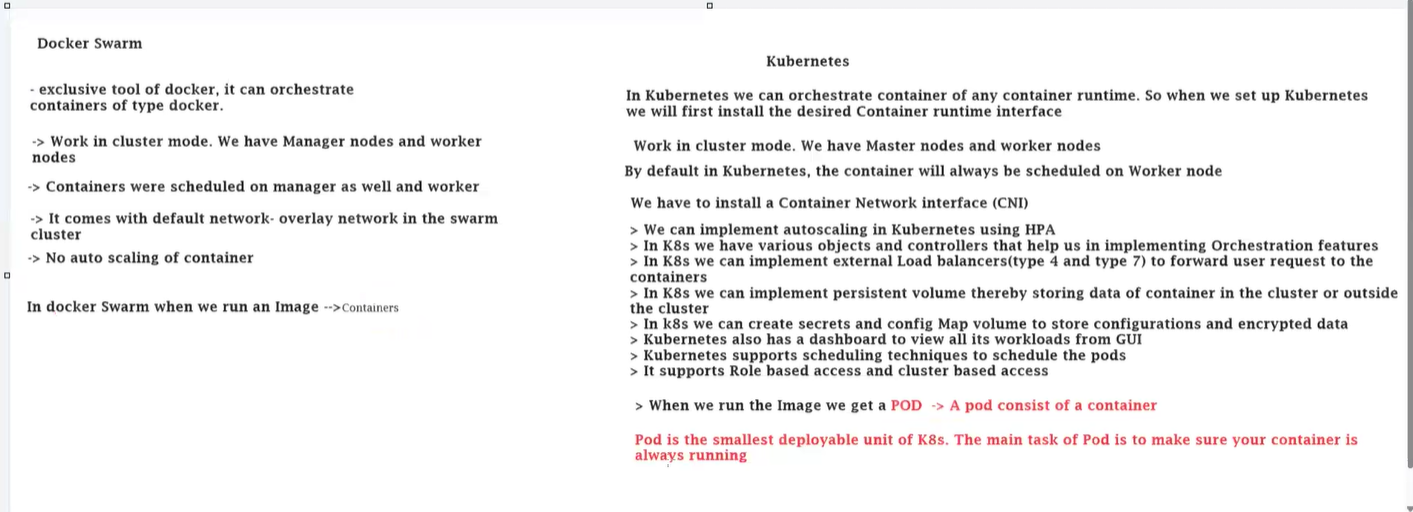 Docker Swarm
- exclusive tool of docker, it can orchestrate
containers of type docker.
-> Work in cluster mode. We have Manager nodes and worker
nodes
-> Containers were scheduled on manager as well and worker
-> It comes with default network- overlay network in the swarm
cluster
-> No auto scaling of container
In docker Swarm when we run an Image -->Containers
Kubernetes
In Kubernetes we can orchestrate container of any container runtime. So when we set up Kubernetes
we will first install the desired Container runtime interface
Work in cluster mode. We have Master nodes and worker nodes
By default in Kubernetes, the container will always be scheduled on Worker node
We have to install a Container Network interface (CNI)
> We can implement autoscaling in Kubernetes using HPA
> In K8s we have various objects and controllers that help us in implementing Orchestration features
> In K8s we can implement external Load balancers(type 4 and type 7) to forward user request to the
containers
> In K8s we can implement persistent volume thereby storing data of container in the cluster or outside
the cluster
> In k8s we can create secrets and config Map volume to store configurations and encrypted data
> Kubernetes also has a dashboard to view all its workloads from GUI
> Kubernetes supports scheduling techniques to schedule the pods
> It supports Role based access and cluster based access
> When we run the Image we get a POD -> A pod consist of a container
Pod is the smallest deployable unit of K8s. The main task of Pod is to make sure your container is
always running